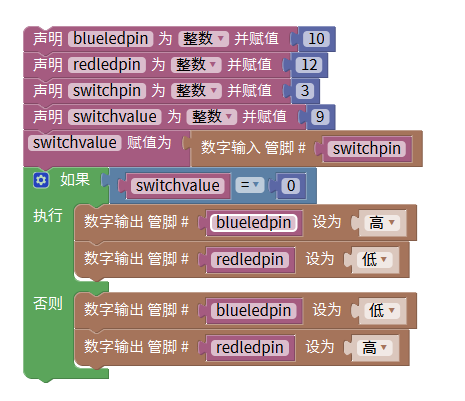 声明 blueledpin 为 整数 并赋值 10
声明 redledpin 为 整数 并赋值 12
声明 switchpin 为 整数 并赋值 3
声明 switchvalue 为 整数 并赋值 9
switchvalue 赋值为 数字输入 管脚 # switchpin
如果 switchvalue = 0
执行 数字输出 管脚 # blueledpin 设为 高
数字输出 管脚 # redledpin 设为 低
否则 数字输出 管脚 # blueledpin 设为 低
数字输出 管脚 # redledpin 设为 高